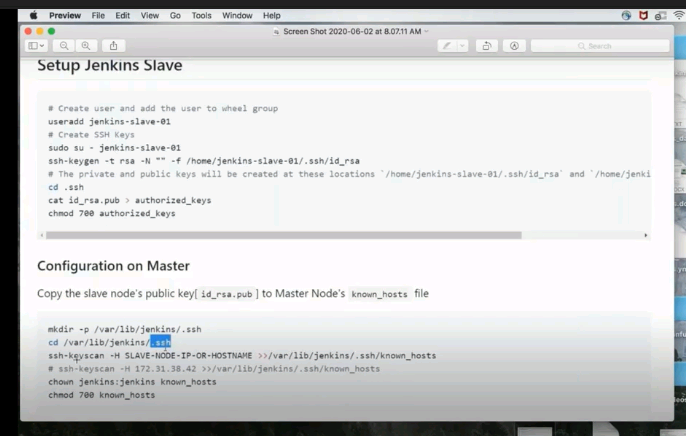 Preview File Edit View Go Tools Window Help
Screen Shot 2020-06-02 at 8.07.11 AM
Search
Setup Jenkins Slave
# Create user and add the user to wheel group
useradd jenkins-slave-01
# Create SSH Keys
sudo su - jenkins-slave-01
ssh-keygen -t rsa -N "" -f /home/jenkins-slave-01/.ssh/id_rsa
# The private and public keys will be created at these locations `/home/jenkins-slave-01/.ssh/id_rsa` and `/home/jenki
cd .ssh
cat id_rsa.pub > authorized_keys
chmod 700 authorized_keys
Configuration on Master
Copy the slave node's public key[ id_rsa.pub ] to Master Node's known_hosts file
mkdir -p /var/lib/jenkins/.ssh
cd /var/lib/jenkins/.ssh
ssh-keyscan -H SLAVE-NODE-IP-OR-HOSTNAME >>/var/lib/jenkins/.ssh/known_hosts
# ssh-keyscan -H 172.31.38.42 >>/var/lib/jenkins/.ssh/known_hosts
chown jenkins:jenkins known_hosts
chmod 700 known_hosts